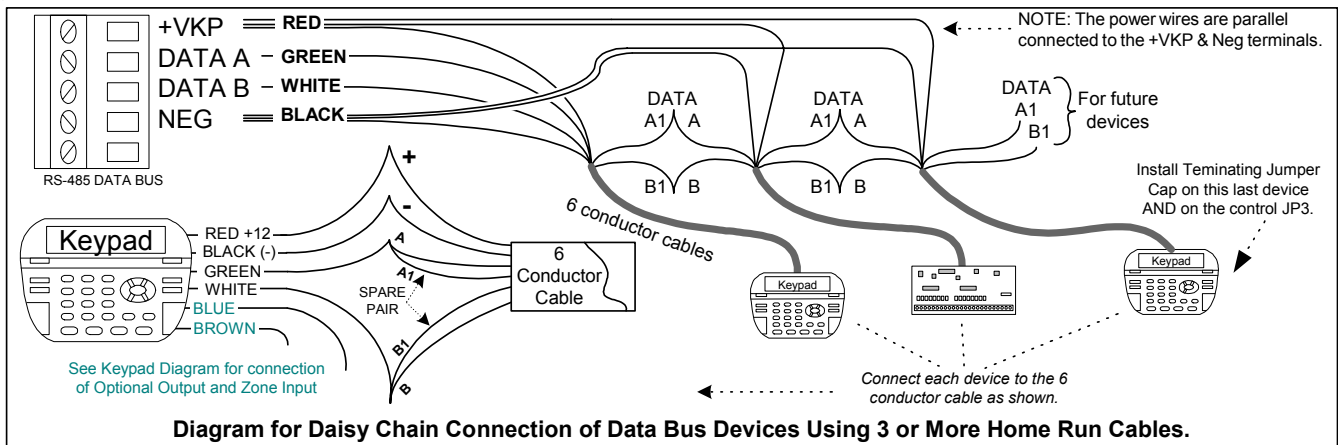 +VKP RED
DATA A - GREEN
DATA B - WHITE
NEG BLACK
RS-485 DATA BUS
NOTE: The power wires are parallel
connected to the +VKP & Neg terminals.
DATA
A1 A
B1 B
DATA
A1 A
B1 B
DATA
A1
B1
For future
devices
Install Teminating Jumper
Cap on this last device
AND on the control JP3.
6 conductor cables
Keypad
RED +12
BLACK (-)
GREEN
WHITE
BLUE
BROWN
+
-
A
A1
SPARE
PAIR
B1
B
6
Conductor
Cable
See Keypad Diagram for connection
of Optional Output and Zone Input
Keypad
Keypad
Connect each device to the 6
conductor cable as shown.
Diagram for Daisy Chain Connection of Data Bus Devices Using 3 or More Home Run Cables.